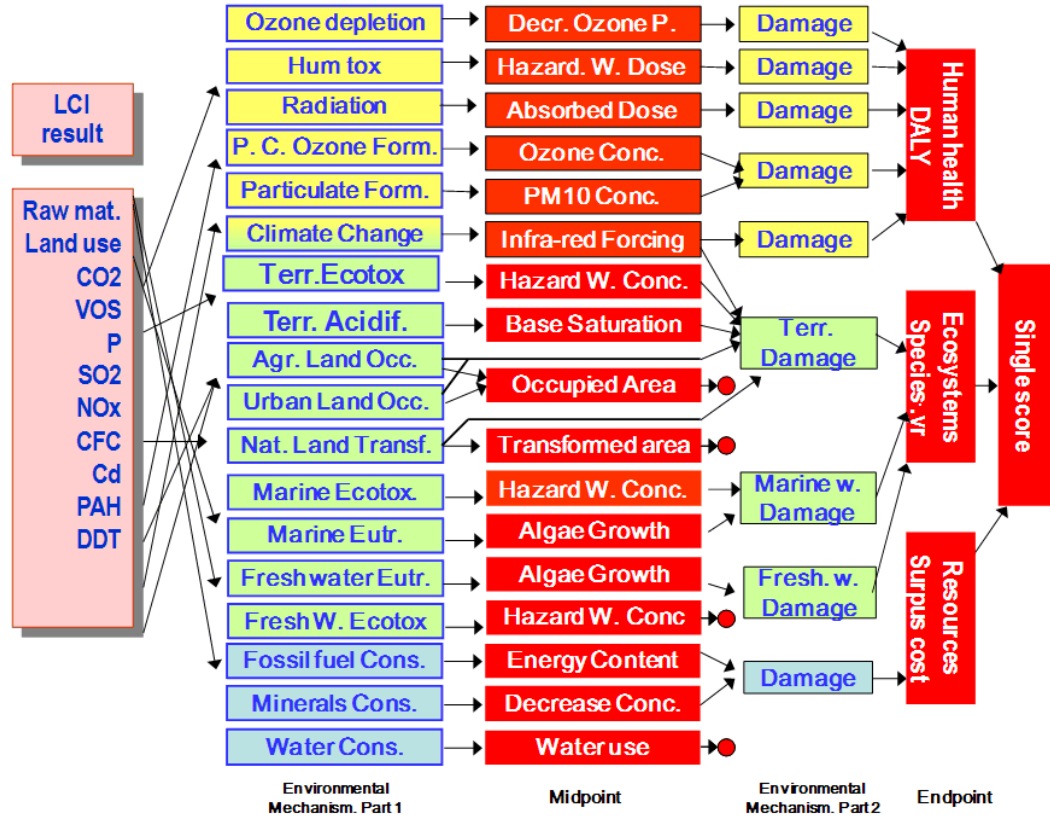 LCI
result
Raw mat.
Land use
CO2
VOS
P
SO2
NOx
CFC
Cd
PAH
DDT
Ozone depletion
Hum tox
Radiation
P. C. Ozone Form.
Particulate Form.
Climate Change
Terr.Ecotox
Terr. Acidif.
Agr. Land Occ.
Urban Land Occ.
Nat. Land Transf.
Marine Ecotox.
Marine Eutr.
Freshwater Eutr.
Fresh W. Ecotox
Fossil fuel Cons.
Minerals Cons.
Water Cons.
Environmental
Mechanism. Part 1
Decr. Ozone P.
Hazard. W. Dose
Absorbed Dose
Ozone Conc.
PM10 Conc.
Infra-red Forcing
Hazard W. Conc.
Base Saturation
Occupied Area
Transformed area
Hazard W. Conc.
Algae Growth
Algae Growth
Hazard W. Conc
Energy Content
Decrease Conc.
Water use
Midpoint
Damage
Damage
Damage
Damage
Damage
Terr.
Damage
Marine w.
Damage
Fresh. w.
Damage
Damage
Environmental
Mechanism. Part 2
Human health
DALY
Ecosystems
Species.yr
Resources
Surpus cost
Endpoint
Single score